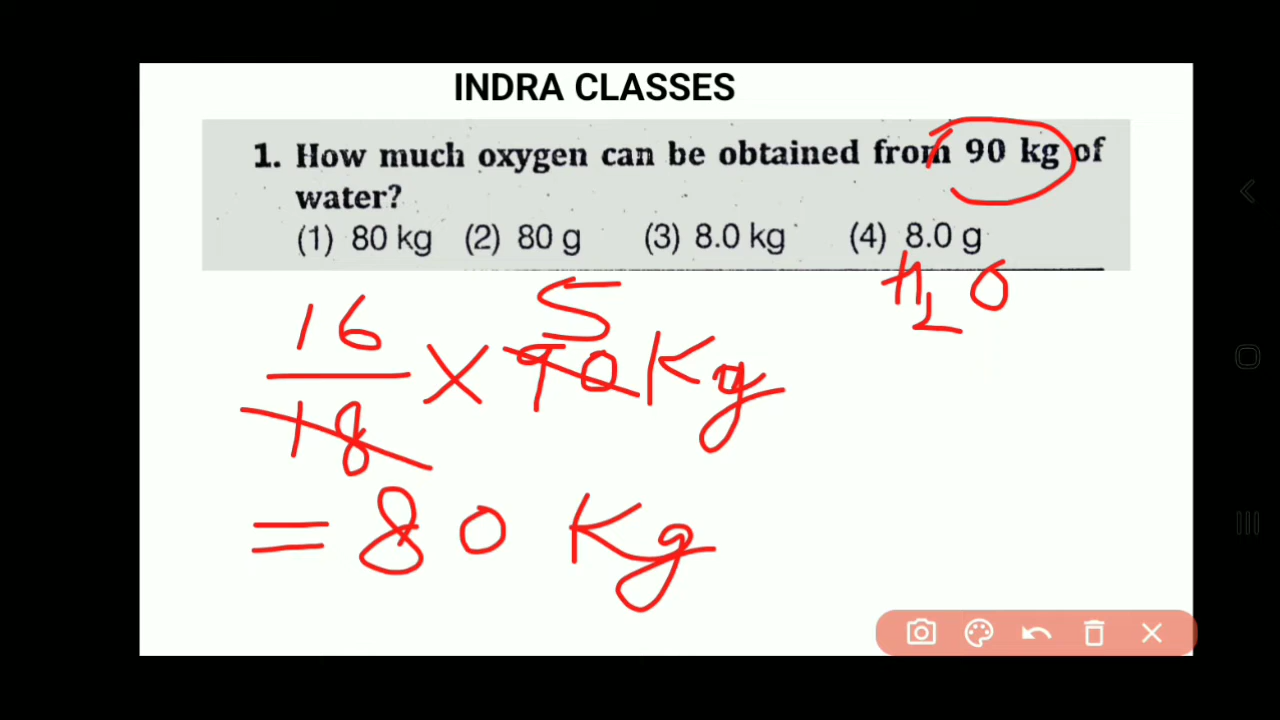 INDRA CLASSES
1. How much oxygen can be obtained from 90 kg of
water?
(1) 80 kg (2) 80 g (3) 8.0 kg (4) 8.0 g
H2O
16 5
18 × 90 Kg
= 80 Kg